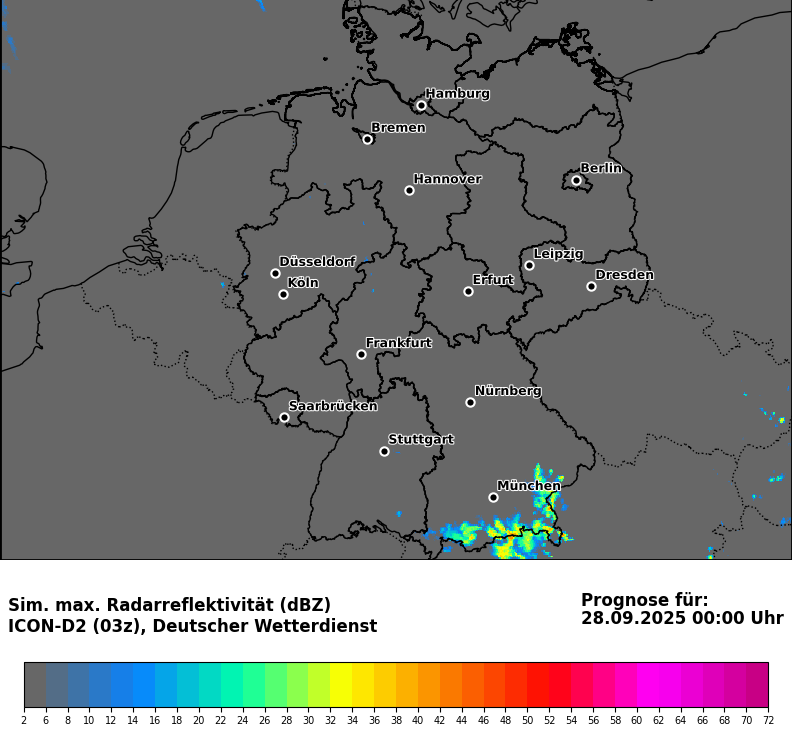 Hamburg
Bremen
Berlin
Hannover
Leipzig
Düsseldorf
Dresden
Köln
Erfurt
Frankfurt
Nürnberg
Saarbrücken
Stuttgart
München
Sim. max. Radarreflektivität (dBZ)
ICON-D2 (03z), Deutscher Wetterdienst
Prognose für:
28.09.2025 00:00 Uhr
2 6 8 10 12 14 16 18 20 22 24 26 28 30 32 34 36 38 40 42 44 46 48 50 52 54 56 58 60 62 64 66 68 70 72